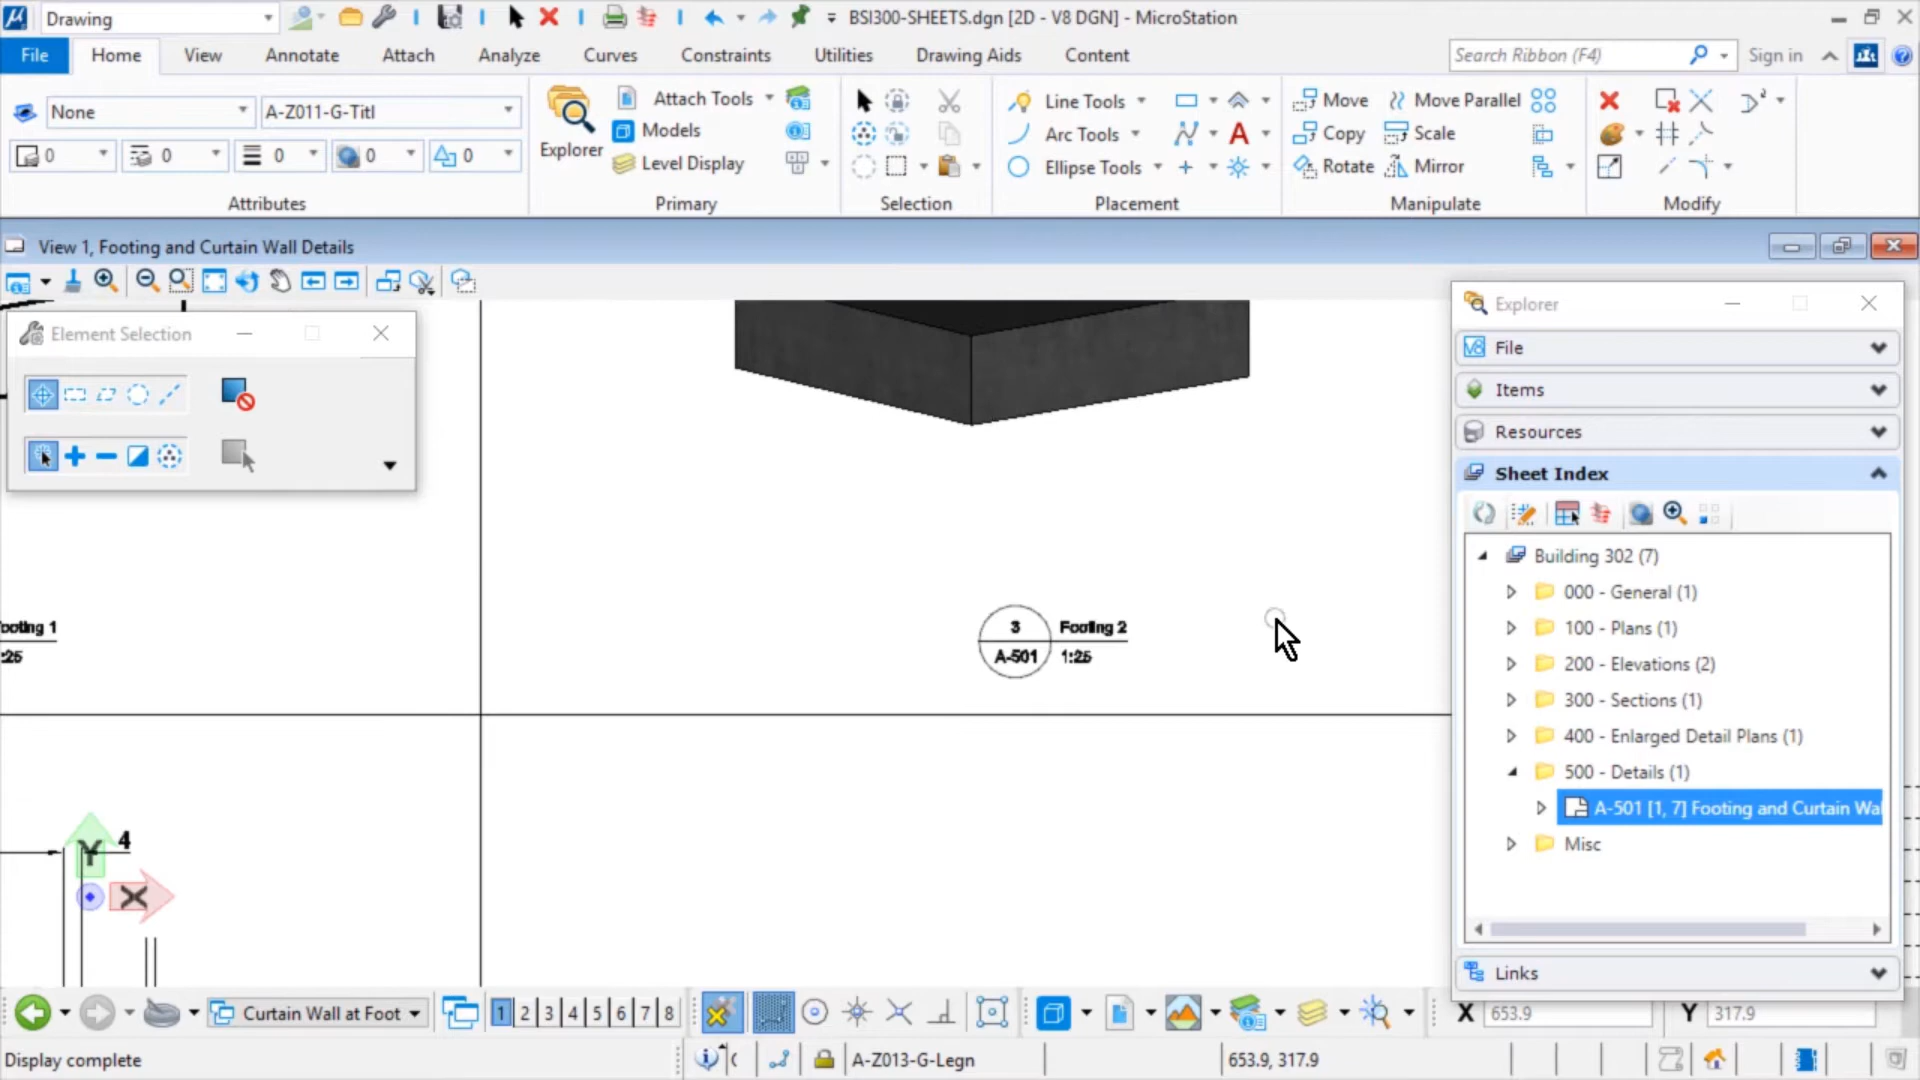 Drawing
BSI300-SHEETS.dgn [2D - V8 DGN] - MicroStation
File Home View Annotate Attach Analyze Curves Constraints Utilities Drawing Aids Content
Search Ribbon (F4) Sign in
None A-Z011-G-Titl
0 0 0 0 0
Attributes
Explorer
Attach Tools
Models
Level Display
Primary
Selection
Line Tools
Arc Tools
Ellipse Tools
A
Placement
Move Move Parallel
Copy Scale
Rotate Mirror
Manipulate
Modify
View 1, Footing and Curtain Wall Details
Element Selection
ooting 1
:25
3 Footing 2
A-501 1:25
4
Y
X
Explorer
File
Items
Resources
Sheet Index
Building 302 (7)
000 - General (1)
100 - Plans (1)
200 - Elevations (2)
300 - Sections (1)
400 - Enlarged Detail Plans (1)
500 - Details (1)
A-501 [1, 7] Footing and Curtain Wal
Misc
Links
Curtain Wall at Foot 1 2 3 4 5 6 7 8 X 653.9 Y 317.9
Display complete A-Z013-G-Legn 653.9, 317.9